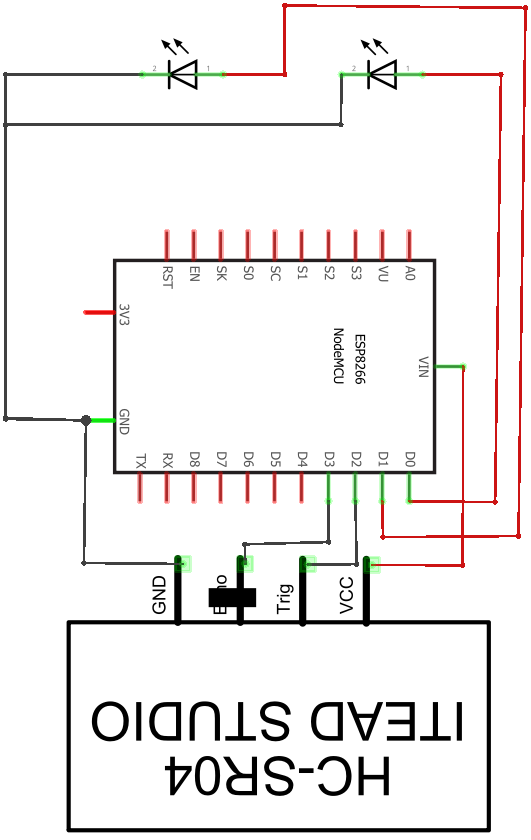 2
1
2
1
RST
EN
SK
S0
SC
S1
S2
S3
VU
A0
3V3
ESP8266
NodeMCU
VIN
GND
TX
RX
D8
D7
D6
D5
D4
D3
D2
D1
D0
GND
Trig
VCC
HC-SR04
ITEAD STUDIO